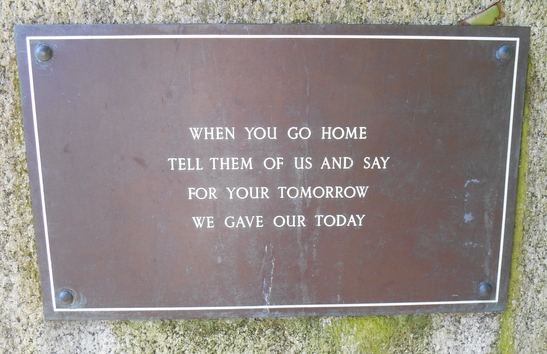 WHEN YOU GO HOME
TELL THEM OF US AND SAY
FOR YOUR TOMORROW
WE GAVE OUR TODAY